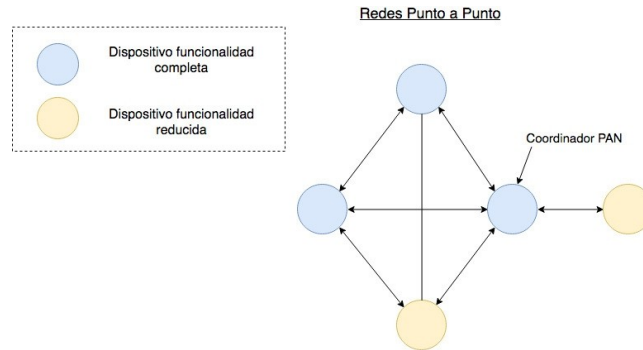 Redes Punto a Punto
Dispositivo funcionalidad
completa
Dispositivo funcionalidad
reducida
Coordinador PAN